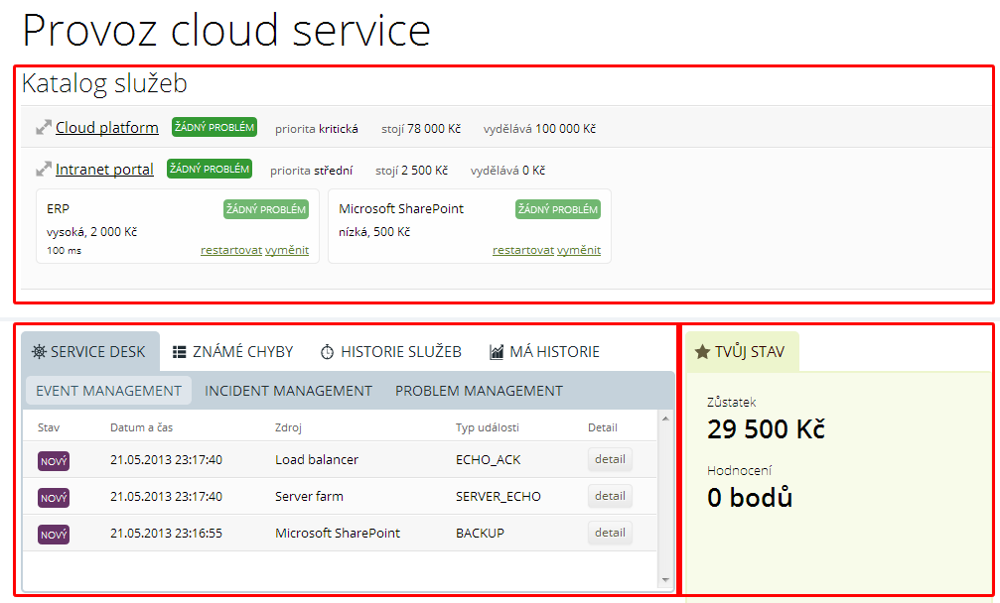 Provoz cloud service
Katalog služeb
Cloud platform ŽÁDNÝ PROBLÉM priorita kritická stojí 78 000 Kč vydělává 100 000 Kč
Intranet portal ŽÁDNÝ PROBLÉM priorita střední stojí 2 500 Kč vydělává 0 Kč
ERP ŽÁDNÝ PROBLÉM
vysoká, 2 000 Kč
100 ms restartovat vyměnit
Microsoft SharePoint ŽÁDNÝ PROBLÉM
nízká, 500 Kč
restartovat vyměnit
SERVICE DESK ZNÁMÉ CHYBY HISTORIE SLUŽEB MÁ HISTORIE
EVENT MANAGEMENT INCIDENT MANAGEMENT PROBLEM MANAGEMENT
Stav Datum a čas Zdroj Typ události Detail
NOVÝ 21.05.2013 23:17:40 Load balancer ECHO_ACK detail
NOVÝ 21.05.2013 23:17:40 Server farm SERVER_ECHO detail
NOVÝ 21.05.2013 23:16:55 Microsoft SharePoint BACKUP detail
TVŮJ STAV
Zůstatek
29 500 Kč
Hodnocení
0 bodů